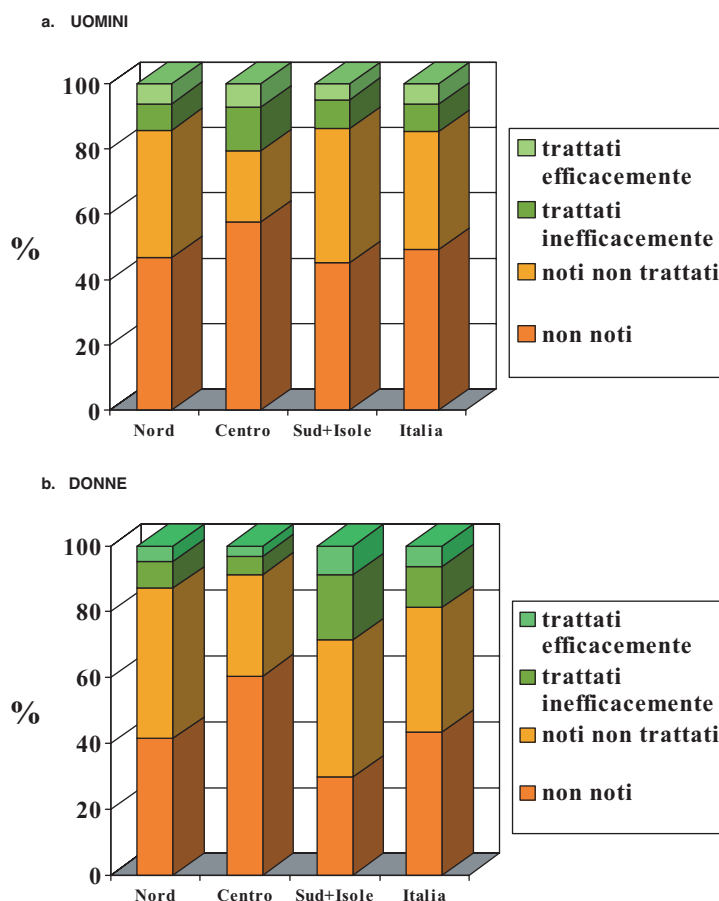 a. UOMINI
100
80
60
40
20
0
%
Nord Centro Sud+Isole Italia
trattati
efficacemente
trattati
inefficacemente
noti non trattati
non noti
b. DONNE
100
80
60
40
20
0
%
Nord Centro Sud+Isole Italia
trattati
efficacemente
trattati
inefficacemente
noti non trattati
non noti